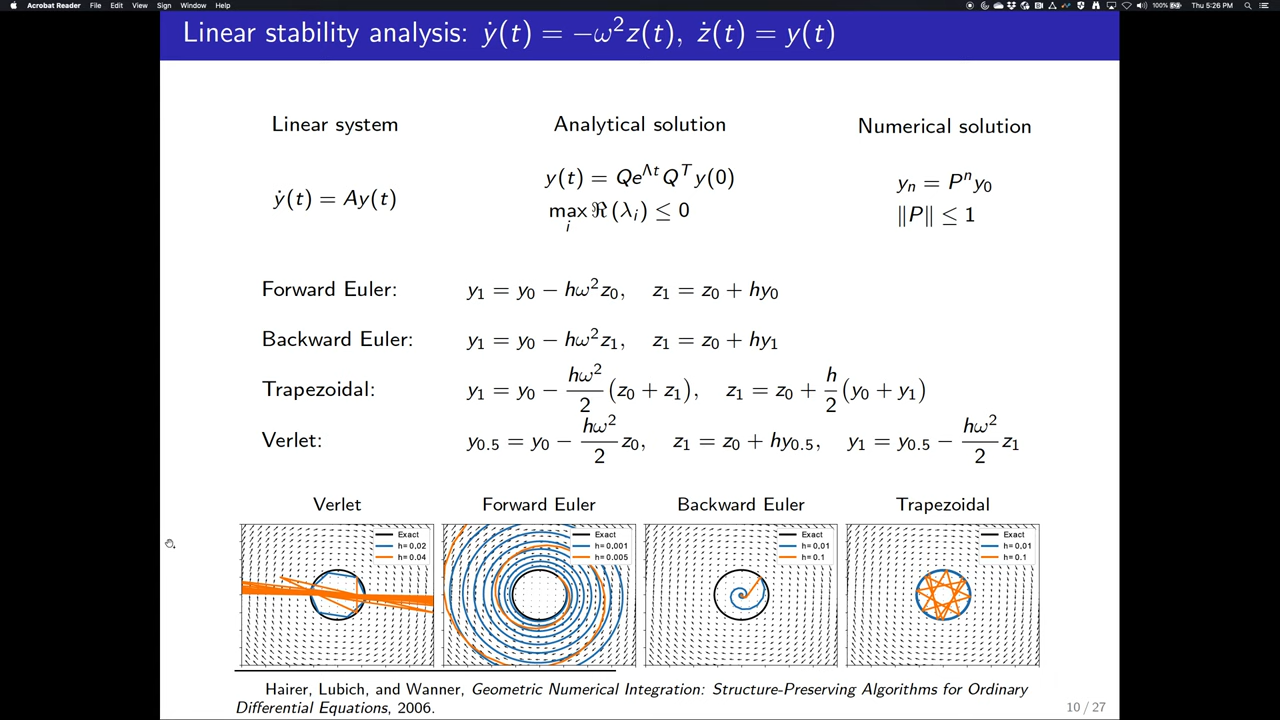 Acrobat Reader File Edit View Sign Window Help 100% Thu 5:26 PM
Linear stability analysis: ẏ(t) = −ω²z(t), ż(t) = y(t)
Linear system Analytical solution Numerical solution
ẏ(t) = Ay(t)
y(t) = Qe^{Λt}Q^T y(0)
max_i ℜ(λ_i) ≤ 0
y_n = P^n y_0
‖P‖ ≤ 1
Forward Euler: y_1 = y_0 − hω²z_0, z_1 = z_0 + hy_0
Backward Euler: y_1 = y_0 − hω²z_1, z_1 = z_0 + hy_1
Trapezoidal: y_1 = y_0 − hω²/2 (z_0 + z_1), z_1 = z_0 + h/2 (y_0 + y_1)
Verlet: y_{0.5} = y_0 − hω²/2 z_0, z_1 = z_0 + hy_{0.5}, y_1 = y_{0.5} − hω²/2 z_1
Verlet Forward Euler Backward Euler Trapezoidal
Exact
h=0.02
h=0.04
Exact
h=0.001
h=0.005
Exact
h=0.01
h=0.1
Exact
h=0.01
h=0.1
Hairer, Lubich, and Wanner, Geometric Numerical Integration: Structure-Preserving Algorithms for Ordinary
Differential Equations, 2006.
10 / 27